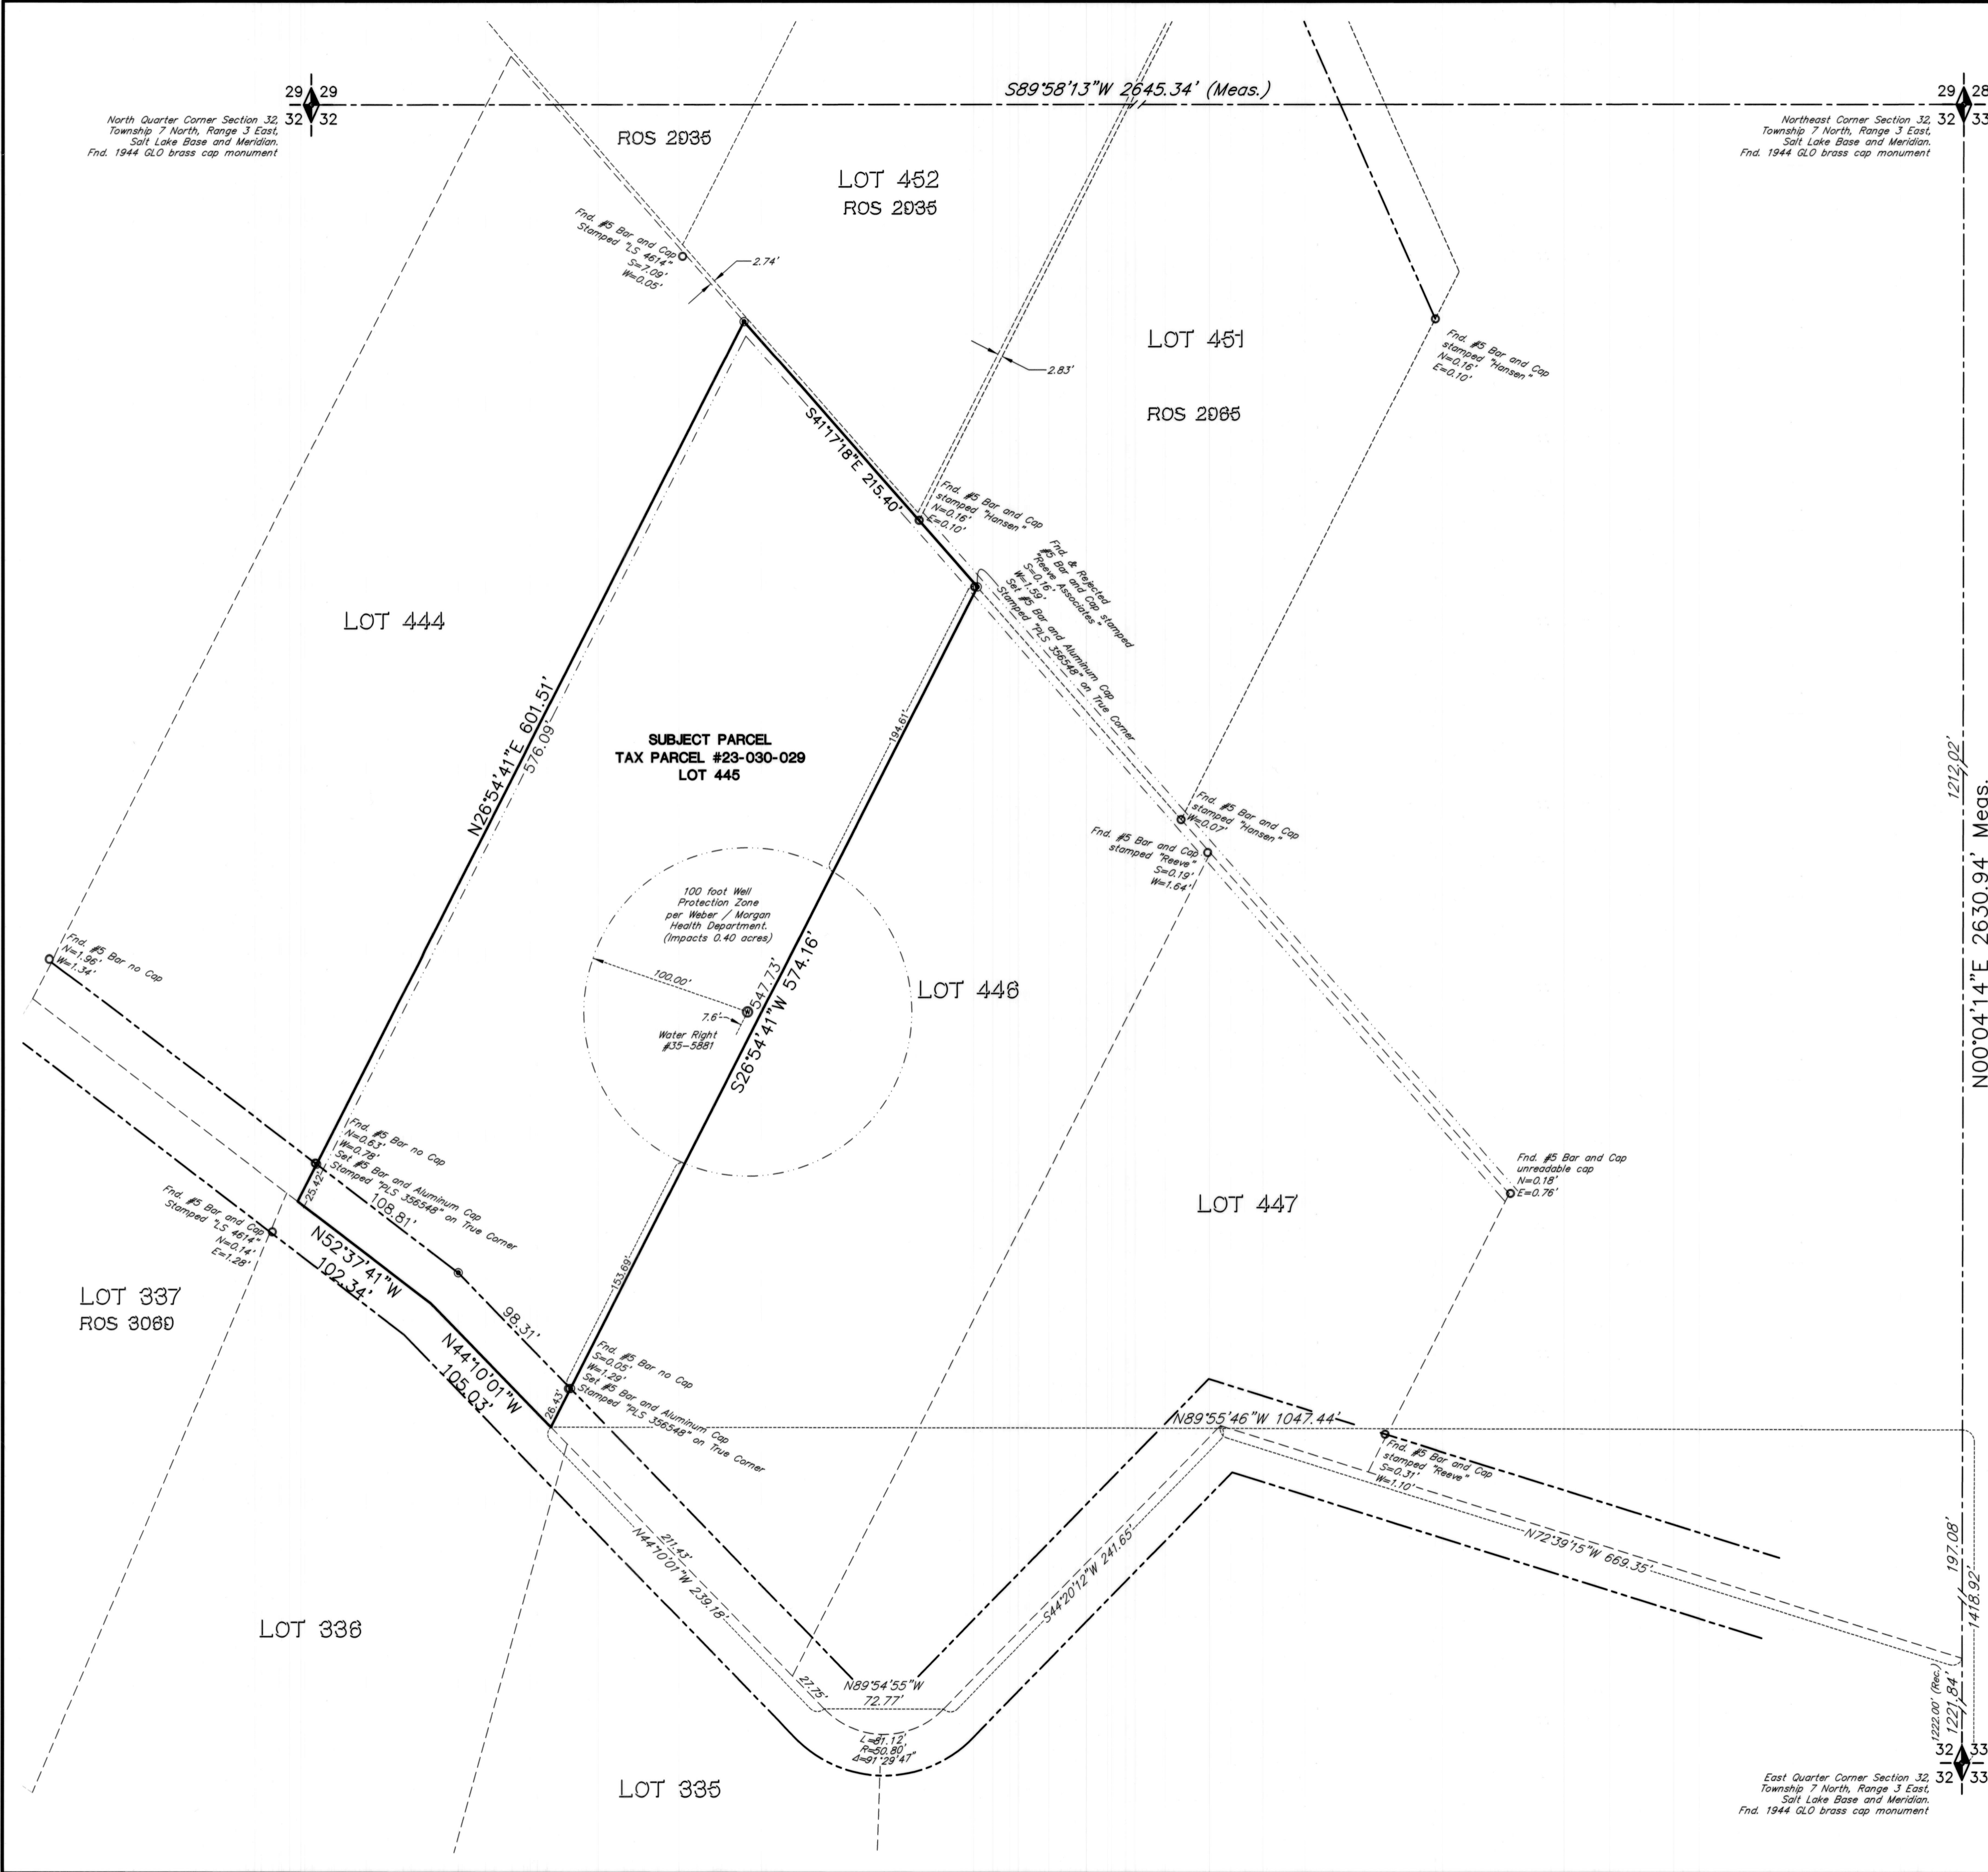 S89°58'13"W 2645.34' (Meas.)
29 29
32 32
North Quarter Corner Section 32,
Township 7 North, Range 3 East,
Salt Lake Base and Meridian.
Fnd. 1944 GLO brass cap monument
29 28
32 33
Northeast Corner Section 32,
Township 7 North, Range 3 East,
Salt Lake Base and Meridian.
Fnd. 1944 GLO brass cap monument
ROS 2935
LOT 452
ROS 2935
Fnd. #5 Bar and Cap
Stamped "LS 4614"
S=7.09'
W=0.05'
2.74'
LOT 451
ROS 2965
2.83'
Fnd. #5 Bar and Cap
stamped "Hansen"
N=0.16'
E=0.10'
S41°17'18"E 215.40'
Fnd. #5 Bar and Cap
stamped "Hansen"
N=0.16'
E=0.10'
Fnd. & Rejected
#5 Bar and Cap stamped
"Reeve Associates"
S=0.16'
W=1.59'
Set #5 Bar and Aluminum Cap
Stamped "PLS 356548" on True Corner
LOT 444
N26°54'41"E 601.51'
576.09'
SUBJECT PARCEL
TAX PARCEL #23-030-029
LOT 445
194.61'
1212.02'
N00°04'14"E 2630.94' Meas.
Fnd. #5 Bar and Cap
stamped "Hansen"
W=0.07'
Fnd. #5 Bar and Cap
stamped "Reeve"
S=0.19'
W=1.64'
100 foot Well
Protection Zone
per Weber / Morgan
Health Department.
(Impacts 0.40 acres)
100.00'
7.6'
Water Right
#35-5881
547.73'
S26°54'41"W 574.16'
LOT 446
Fnd. #5 Bar no Cap
N=1.96'
W=1.34'
Fnd. #5 Bar no Cap
N=0.63'
W=0.78'
Set #5 Bar and Aluminum Cap
Stamped "PLS 356548" on True Corner
25.42'
108.81'
Fnd. #5 Bar and Cap
Stamped "LS 4614"
N=0.14'
E=1.28'
N52°37'41"W
102.34'
LOT 337
ROS 3069
98.31'
N44°10'01"W
105.03'
153.69'
26.43'
Fnd. #5 Bar no Cap
S=0.05'
W=1.29'
Set #5 Bar and Aluminum Cap
Stamped "PLS 356548" on True Corner
LOT 447
Fnd. #5 Bar and Cap
unreadable cap
N=0.18'
E=0.76'
N89°55'46"W 1047.44'
Fnd. #5 Bar and Cap
stamped "Reeve"
S=0.31'
W=1.10'
211.43'
N44°10'01"W 239.18'
S44°20'12"W 241.65'
N72°39'15"W 669.35'
197.08'
1418.92'
LOT 336
27.75'
N89°54'55"W
72.77'
L=81.12'
R=50.80'
Δ=91°29'47"
LOT 335
1222.00' (Rec.)
1221.84'
32 33
32 33
East Quarter Corner Section 32,
Township 7 North, Range 3 East,
Salt Lake Base and Meridian.
Fnd. 1944 GLO brass cap monument